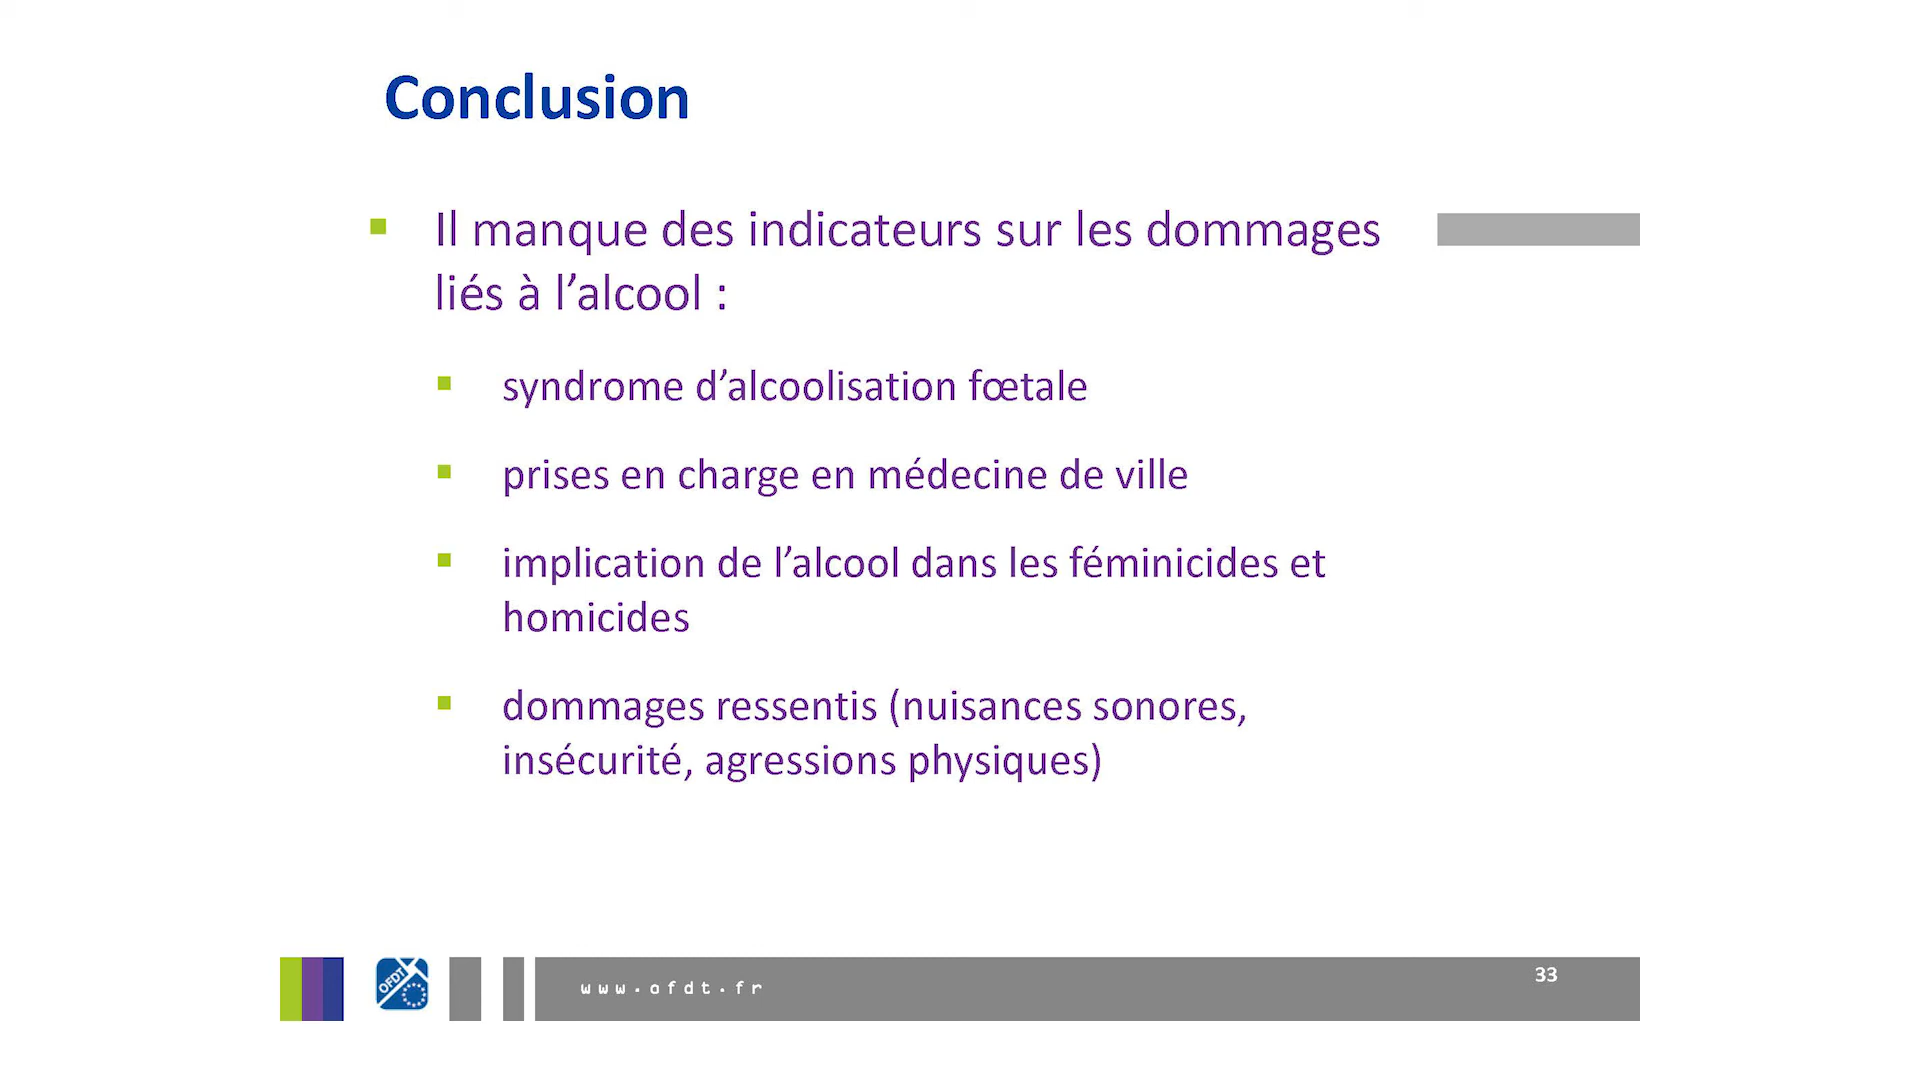 Conclusion
Il manque des indicateurs sur les dommages
liés à l’alcool :
syndrome d’alcoolisation fœtale
prises en charge en médecine de ville
implication de l’alcool dans les féminicides et
homicides
dommages ressentis (nuisances sonores,
insécurité, agressions physiques)
OFDT
www.ofdt.fr
33